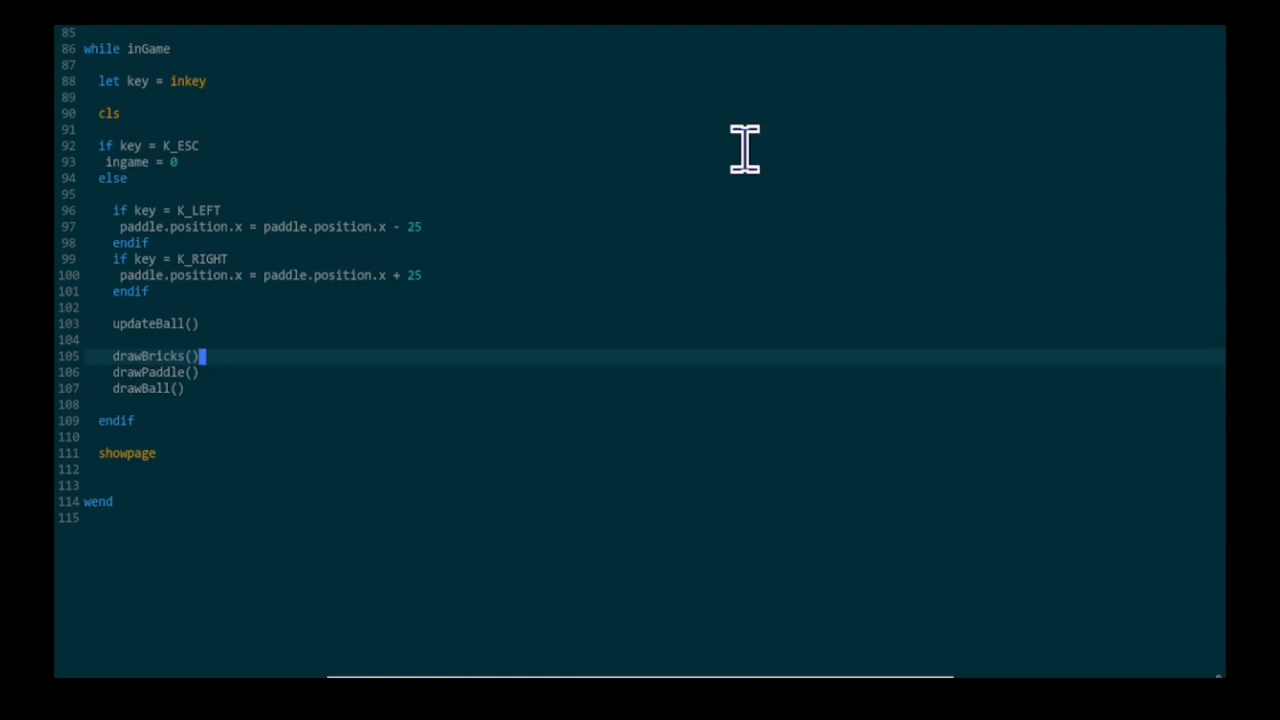 85
86 while inGame
87
88 let key = inkey
89
90 cls
91
92 if key = K_ESC
93 ingame = 0
94 else
95
96 if key = K_LEFT
97 paddle.position.x = paddle.position.x - 25
98 endif
99 if key = K_RIGHT
100 paddle.position.x = paddle.position.x + 25
101 endif
102
103 updateBall()
104
105 drawBricks()
106 drawPaddle()
107 drawBall()
108
109 endif
110
111 showpage
112
113
114 wend
115